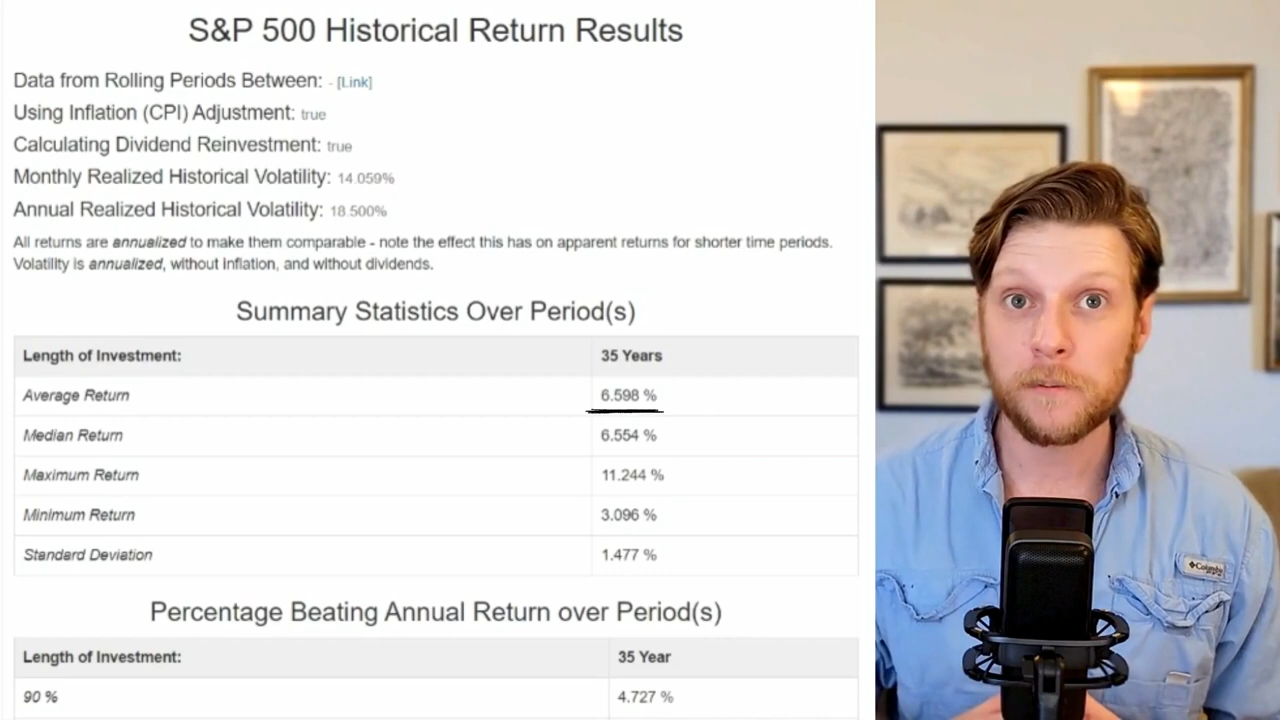 S&P 500 Historical Return Results
Data from Rolling Periods Between: - [Link]
Using Inflation (CPI) Adjustment: true
Calculating Dividend Reinvestment: true
Monthly Realized Historical Volatility: 14.059%
Annual Realized Historical Volatility: 18.500%
All returns are annualized to make them comparable - note the effect this has on apparent returns for shorter time periods.
Volatility is annualized, without inflation, and without dividends.
Summary Statistics Over Period(s)
Length of Investment: 35 Years
Average Return 6.598 %
Median Return 6.554 %
Maximum Return 11.244 %
Minimum Return 3.096 %
Standard Deviation 1.477 %
Percentage Beating Annual Return over Period(s)
Length of Investment: 35 Year
90 % 4.727 %
Columbia